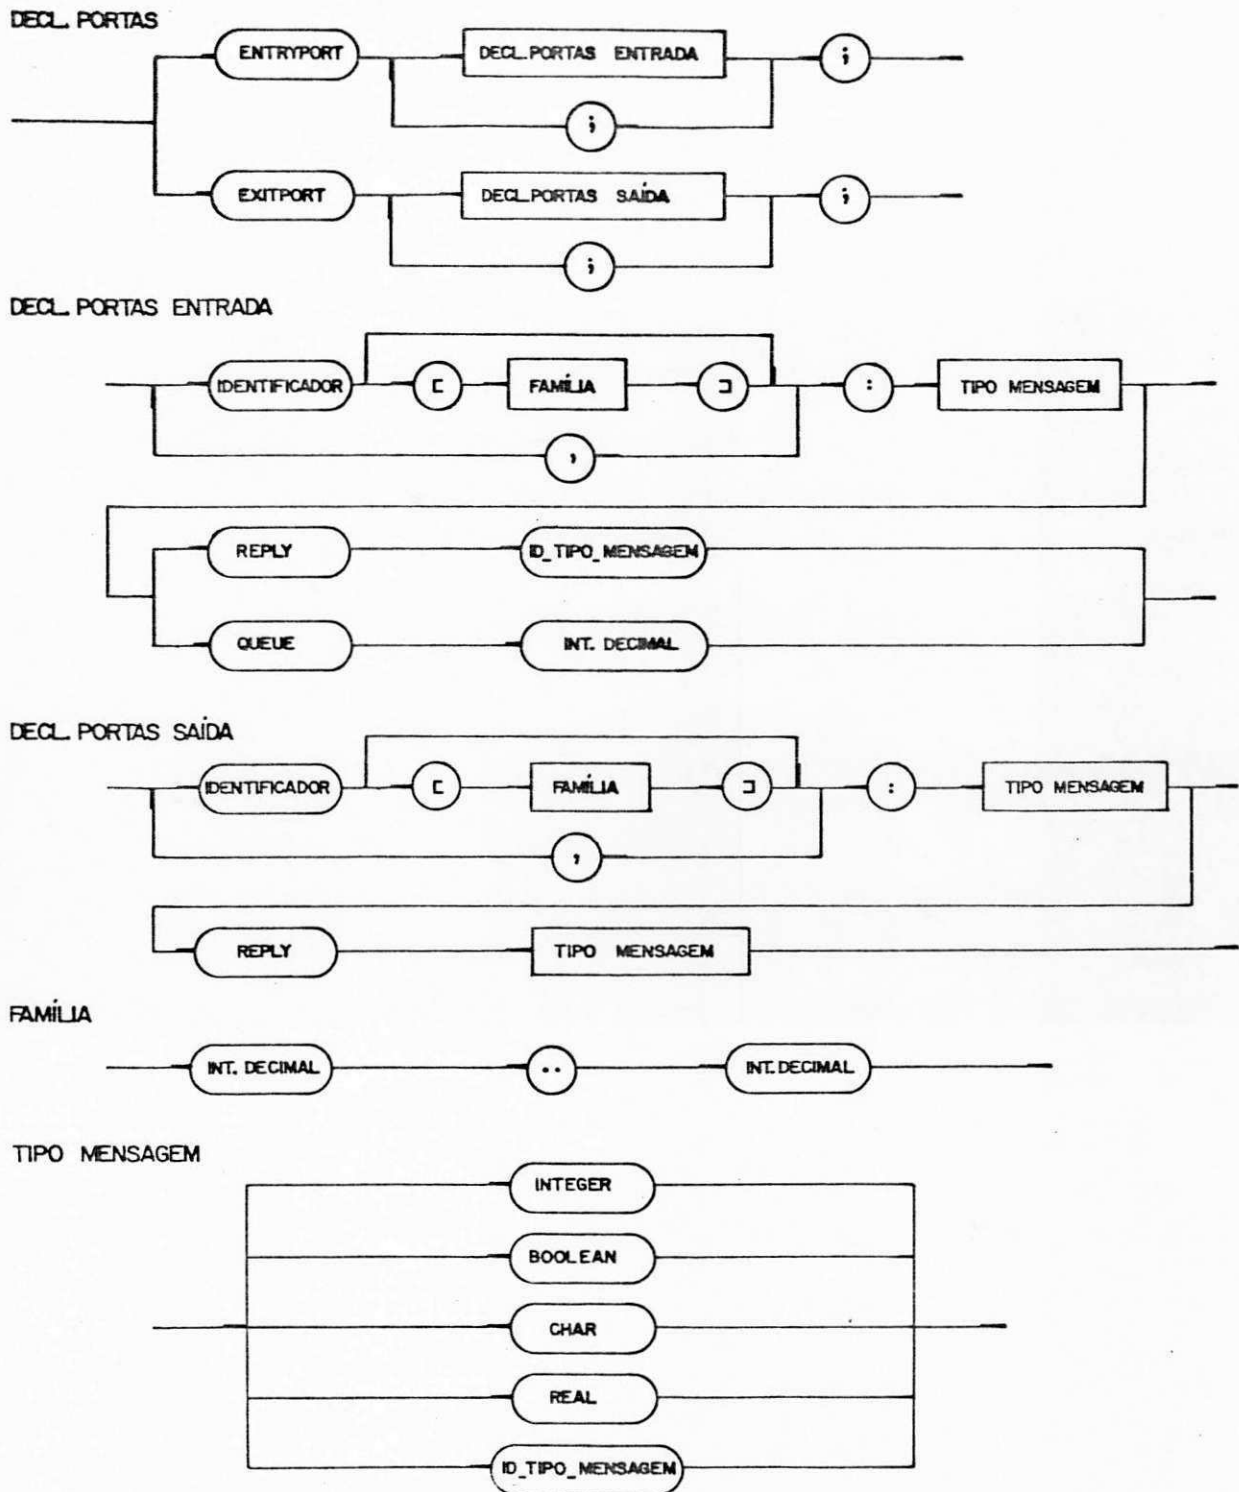 DECL. PORTAS
ENTRYPORT DECL.PORTAS ENTRADA ;
;
EXITPORT DECL.PORTAS SAÍDA ;
;
DECL. PORTAS ENTRADA
IDENTIFICADOR [ FAMÍLIA ] : TIPO MENSAGEM
,
REPLY ID_TIPO_MENSAGEM
QUEUE INT. DECIMAL
DECL. PORTAS SAÍDA
IDENTIFICADOR [ FAMÍLIA ] : TIPO MENSAGEM
,
REPLY TIPO MENSAGEM
FAMÍLIA
INT. DECIMAL .. INT. DECIMAL
TIPO MENSAGEM
INTEGER
BOOLEAN
CHAR
REAL
ID_TIPO_MENSAGEM